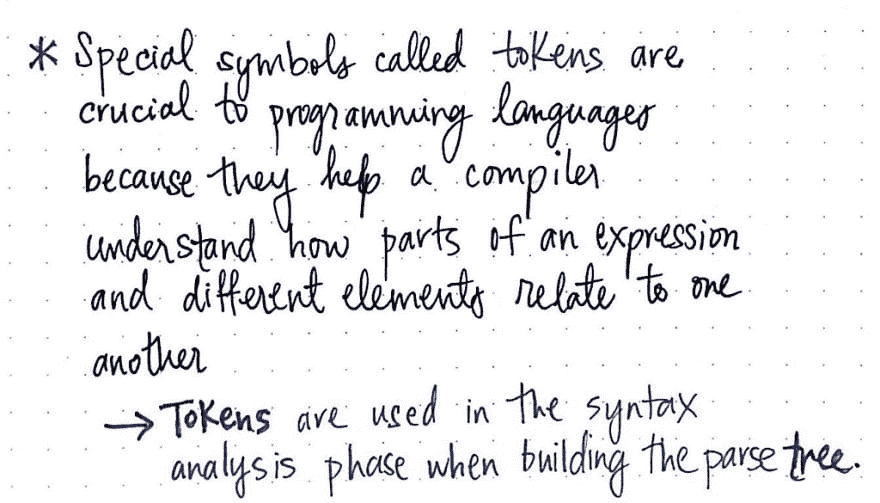 * Special symbols called tokens are
crucial to programming languages
because they help a compiler
understand how parts of an expression
and different elements relate to one
another
→ Tokens are used in the syntax
analysis phase when building the parse tree.